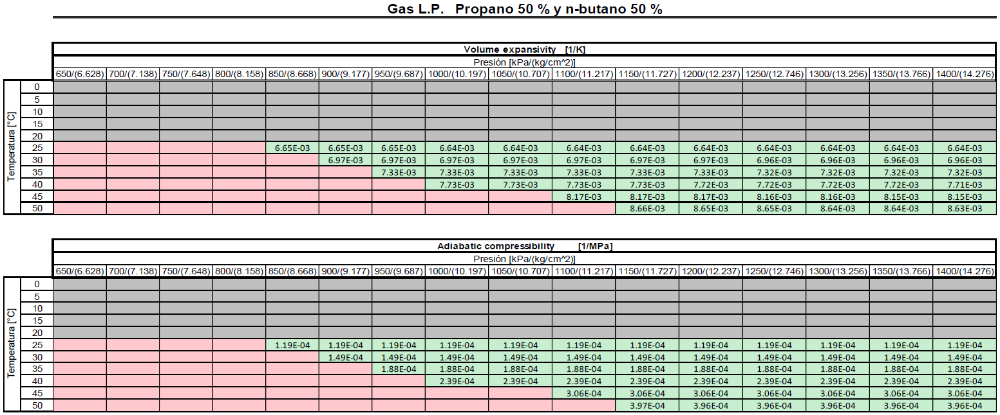 Gas L.P. Propano 50 % y n-butano 50 %
Volume expansivity [1/K]
Presión [kPa/(kg/cm^2)]
650/(6.628) 700/(7.138) 750/(7.648) 800/(8.158) 850/(8.668) 900/(9.177) 950/(9.687) 1000/(10.197) 1050/(10.707) 1100/(11.217) 1150/(11.727) 1200/(12.237) 1250/(12.746) 1300/(13.256) 1350/(13.766) 1400/(14.276)
Temperatura [°C]
0
5
10
15
20
25 6.65E-03 6.65E-03 6.65E-03 6.64E-03 6.64E-03 6.64E-03 6.64E-03 6.64E-03 6.64E-03 6.64E-03 6.64E-03 6.64E-03
30 6.97E-03 6.97E-03 6.97E-03 6.97E-03 6.97E-03 6.97E-03 6.97E-03 6.96E-03 6.96E-03 6.96E-03 6.96E-03
35 7.33E-03 7.33E-03 7.33E-03 7.33E-03 7.33E-03 7.33E-03 7.32E-03 7.32E-03 7.32E-03 7.32E-03
40 7.73E-03 7.73E-03 7.73E-03 7.73E-03 7.72E-03 7.72E-03 7.72E-03 7.72E-03 7.71E-03
45 8.17E-03 8.17E-03 8.17E-03 8.16E-03 8.16E-03 8.15E-03 8.15E-03
50 8.66E-03 8.65E-03 8.65E-03 8.64E-03 8.64E-03 8.63E-03
Adiabatic compressibility [1/MPa]
Presión [kPa/(kg/cm^2)]
650/(6.628) 700/(7.138) 750/(7.648) 800/(8.158) 850/(8.668) 900/(9.177) 950/(9.687) 1000/(10.197) 1050/(10.707) 1100/(11.217) 1150/(11.727) 1200/(12.237) 1250/(12.746) 1300/(13.256) 1350/(13.766) 1400/(14.276)
Temperatura [°C]
0
5
10
15
20
25 1.19E-04 1.19E-04 1.19E-04 1.19E-04 1.19E-04 1.19E-04 1.19E-04 1.19E-04 1.19E-04 1.19E-04 1.19E-04 1.19E-04
30 1.49E-04 1.49E-04 1.49E-04 1.49E-04 1.49E-04 1.49E-04 1.49E-04 1.49E-04 1.49E-04 1.49E-04 1.49E-04
35 1.88E-04 1.88E-04 1.88E-04 1.88E-04 1.88E-04 1.88E-04 1.88E-04 1.88E-04 1.88E-04 1.88E-04
40 2.39E-04 2.39E-04 2.39E-04 2.39E-04 2.39E-04 2.39E-04 2.39E-04 2.39E-04 2.39E-04
45 3.06E-04 3.06E-04 3.06E-04 3.06E-04 3.06E-04 3.06E-04 3.06E-04
50 3.97E-04 3.96E-04 3.96E-04 3.96E-04 3.96E-04 3.96E-04